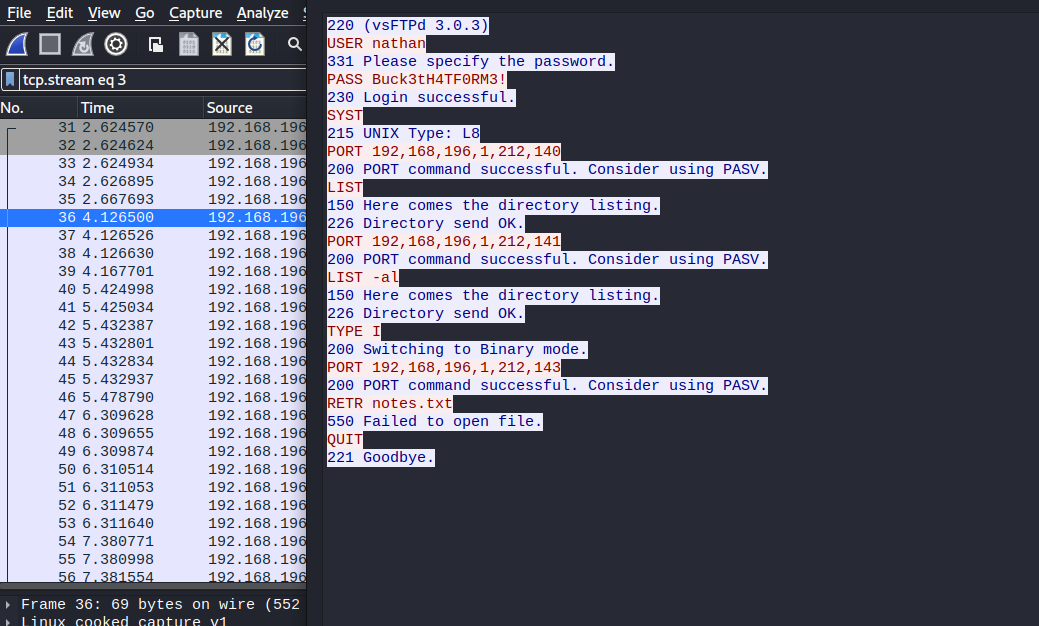 File Edit View Go Capture Analyze
tcp.stream eq 3
No. Time Source
31 2.624570 192.168.196
32 2.624624 192.168.196
33 2.624934 192.168.196
34 2.626895 192.168.196
35 2.667693 192.168.196
36 4.126500 192.168.196
37 4.126526 192.168.196
38 4.126630 192.168.196
39 4.167701 192.168.196
40 5.424998 192.168.196
41 5.425034 192.168.196
42 5.432387 192.168.196
43 5.432801 192.168.196
44 5.432834 192.168.196
45 5.432937 192.168.196
46 5.478790 192.168.196
47 6.309628 192.168.196
48 6.309655 192.168.196
49 6.309874 192.168.196
50 6.310514 192.168.196
51 6.311053 192.168.196
52 6.311479 192.168.196
53 6.311640 192.168.196
54 7.380771 192.168.196
55 7.380998 192.168.196
56 7.381554 192.168.196
Frame 36: 69 bytes on wire (552
Linux cooked capture v1
220 (vsFTPd 3.0.3)
USER nathan
331 Please specify the password.
PASS Buck3tH4TF0RM3!
230 Login successful.
SYST
215 UNIX Type: L8
PORT 192,168,196,1,212,140
200 PORT command successful. Consider using PASV.
LIST
150 Here comes the directory listing.
226 Directory send OK.
PORT 192,168,196,1,212,141
200 PORT command successful. Consider using PASV.
LIST -al
150 Here comes the directory listing.
226 Directory send OK.
TYPE I
200 Switching to Binary mode.
PORT 192,168,196,1,212,143
200 PORT command successful. Consider using PASV.
RETR notes.txt
550 Failed to open file.
QUIT
221 Goodbye.